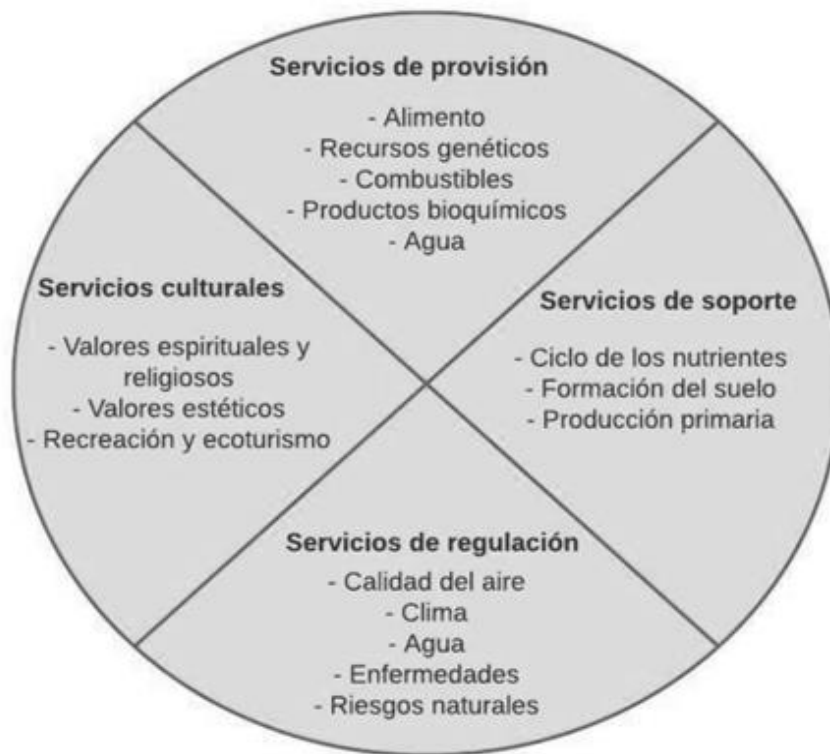 Servicios de provisión
- Alimento
- Recursos genéticos
- Combustibles
- Productos bioquímicos
- Agua
Servicios culturales
- Valores espirituales y
religiosos
- Valores estéticos
- Recreación y ecoturismo
Servicios de soporte
- Ciclo de los nutrientes
- Formación del suelo
- Producción primaria
Servicios de regulación
- Calidad del aire
- Clima
- Agua
- Enfermedades
- Riesgos naturales